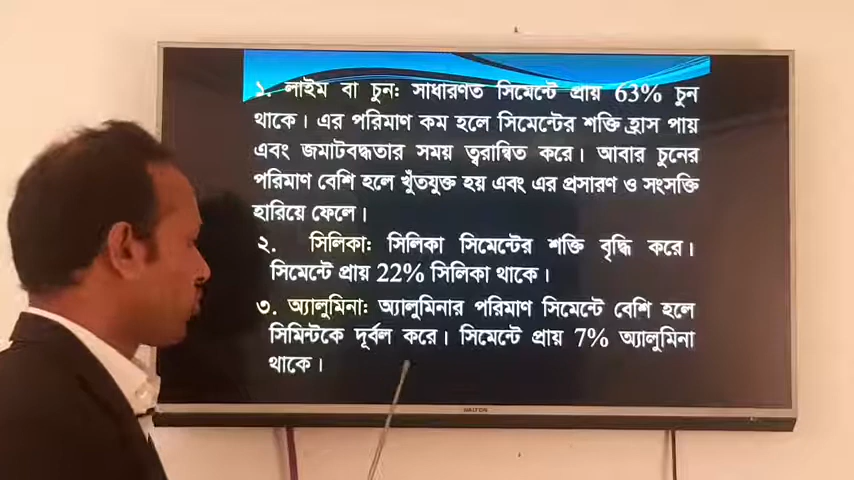 ১. লাইম বা চুন: সাধারণত সিমেন্টে প্রায় 63% চুন
থাকে। এর পরিমাণ কম হলে সিমেন্টের শক্তি হ্রাস পায়
এবং জমাটবদ্ধতার সময় ত্বরান্বিত করে। আবার চুনের
পরিমাণ বেশি হলে খুঁতযুক্ত হয় এবং এর প্রসারণ ও সংসক্তি
হারিয়ে ফেলে।
২. সিলিকা: সিলিকা সিমেন্টের শক্তি বৃদ্ধি করে।
সিমেন্টে প্রায় 22% সিলিকা থাকে।
৩. অ্যালুমিনা: অ্যালুমিনার পরিমাণ সিমেন্টে বেশি হলে
সিমিন্টকে দূর্বল করে। সিমেন্টে প্রায় 7% অ্যালুমিনা
থাকে।
WALTON